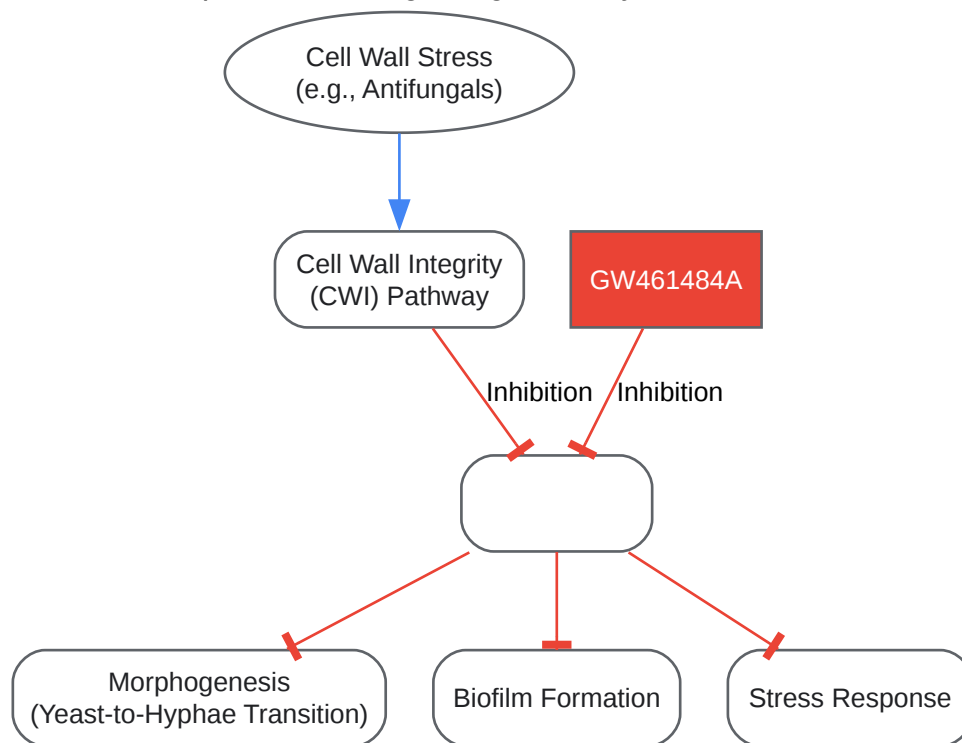 Cell Wall Stress
(e.g., Antifungals)
Cell Wall Integrity
(CWI) Pathway
GW461484A
Inhibition
Inhibition
Morphogenesis
(Yeast-to-Hyphae Transition)
Biofilm Formation
Stress Response